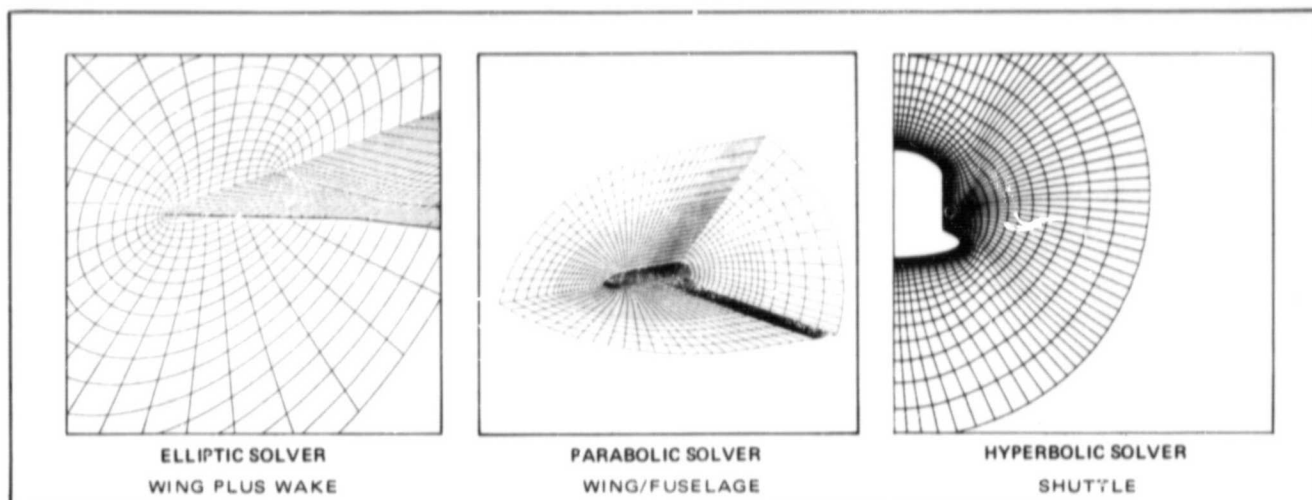 ELLIPTIC SOLVER
WING PLUS WAKE
PARABOLIC SOLVER
WING/FUSELAGE
HYPERBOLIC SOLVER
SHUTTLE